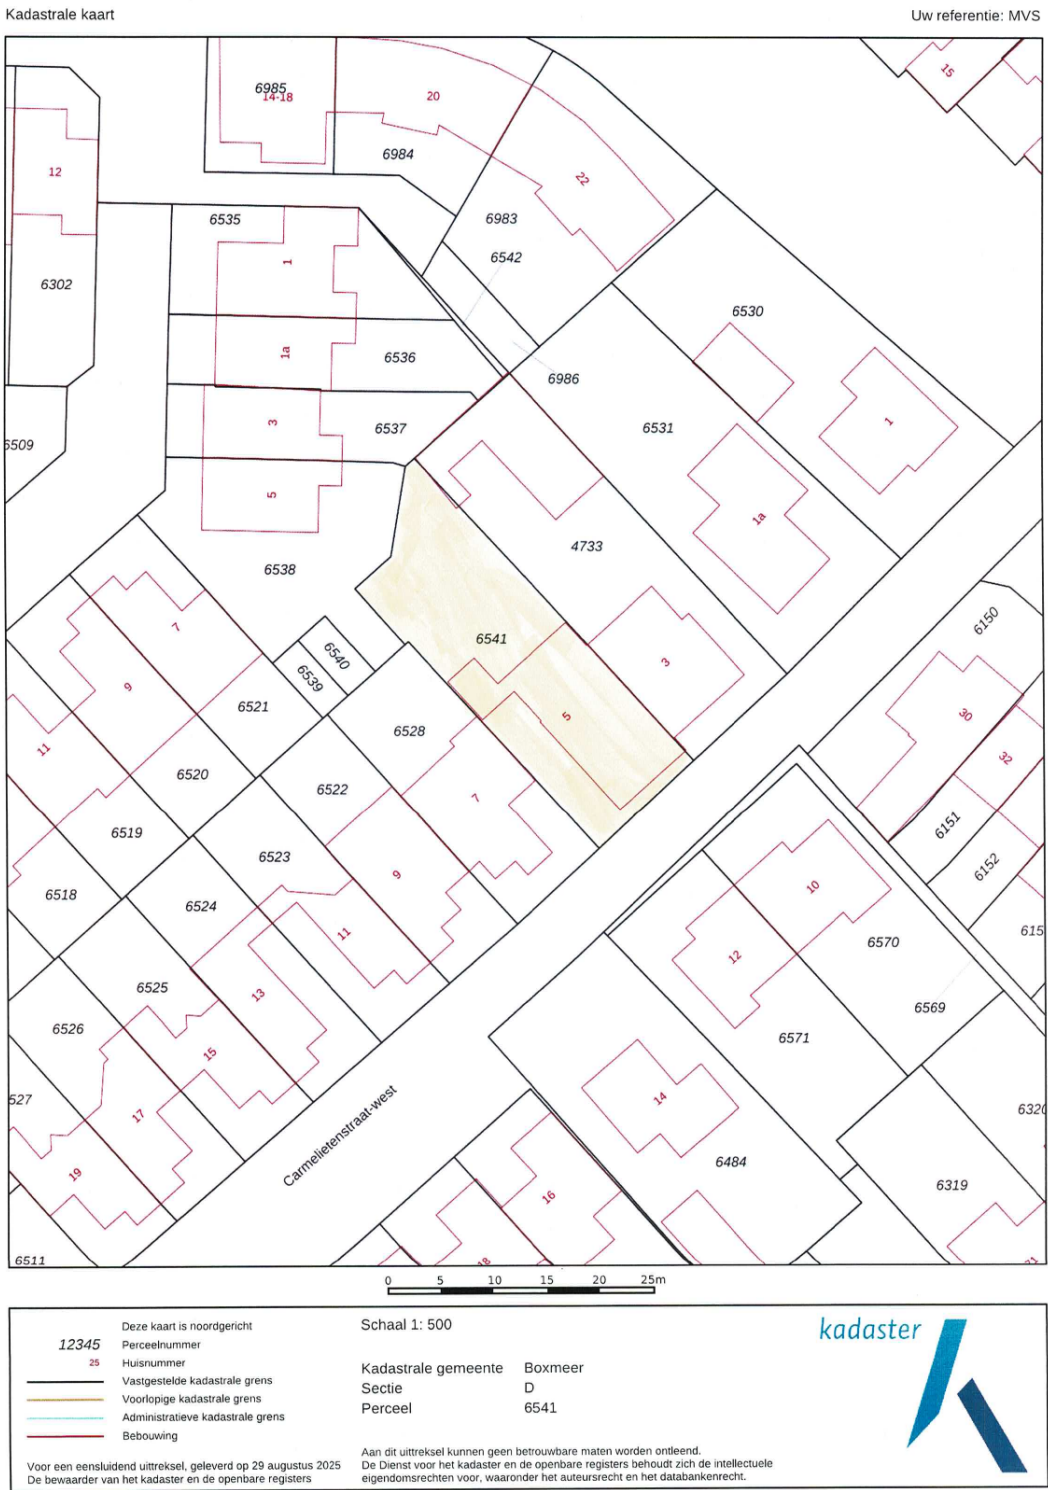 Kadastrale kaart
Uw referentie: MVS
15
6985
14-18
20
6984
12
22
6983
6535
6542
1
6302
6530
1a
6536
6986
1
3
6537
6531
6509
5
1a
4733
6538
6150
7
6541
6540
3
6539
9
6521
30
5
6528
11
32
6520
6522
7
6151
6519
10
6523
6152
9
6518
6524
11
615
6570
12
6525
13
6569
6526
6571
15
527
14
17
Carmelietenstraat-west
6320
6484
19
6319
16
6511
18
21
0 5 10 15 20 25m
Deze kaart is noordgericht
12345 Perceelnummer
25 Huisnummer
Vastgestelde kadastrale grens
Voorlopige kadastrale grens
Administratieve kadastrale grens
Bebouwing
Voor een eensluidend uittreksel, geleverd op 29 augustus 2025
De bewaarder van het kadaster en de openbare registers
Schaal 1: 500
Kadastrale gemeente Boxmeer
Sectie D
Perceel 6541
Aan dit uittreksel kunnen geen betrouwbare maten worden ontleend.
De Dienst voor het kadaster en de openbare registers behoudt zich de intellectuele
eigendomsrechten voor, waaronder het auteursrecht en het databankenrecht.
kadaster